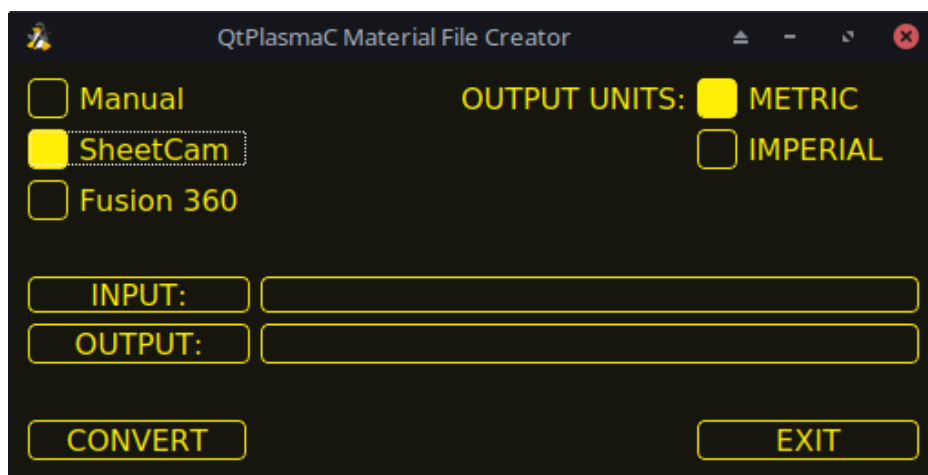 QtPlasmaC Material File Creator
Manual OUTPUT UNITS: METRIC
SheetCam IMPERIAL
Fusion 360
INPUT:
OUTPUT:
CONVERT EXIT